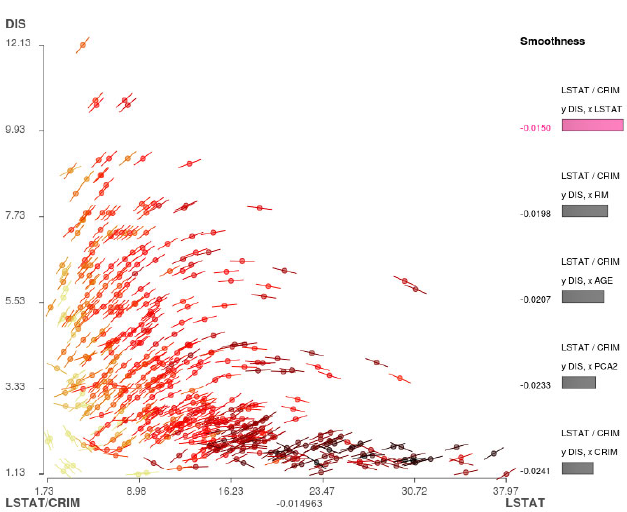 DIS
12.13
9.93
7.73
5.53
3.33
1.13
1.73
8.98
16.23
23.47
30.72
37.97
LSTAT/CRIM
-0.014963
LSTAT
Smoothness
LSTAT / CRIM
y DIS, x LSTAT
-0.0150
LSTAT / CRIM
y DIS, x RM
-0.0198
LSTAT / CRIM
y DIS, x AGE
-0.0207
LSTAT / CRIM
y DIS, x PCA2
-0.0233
LSTAT / CRIM
y DIS, x CRIM
-0.0241